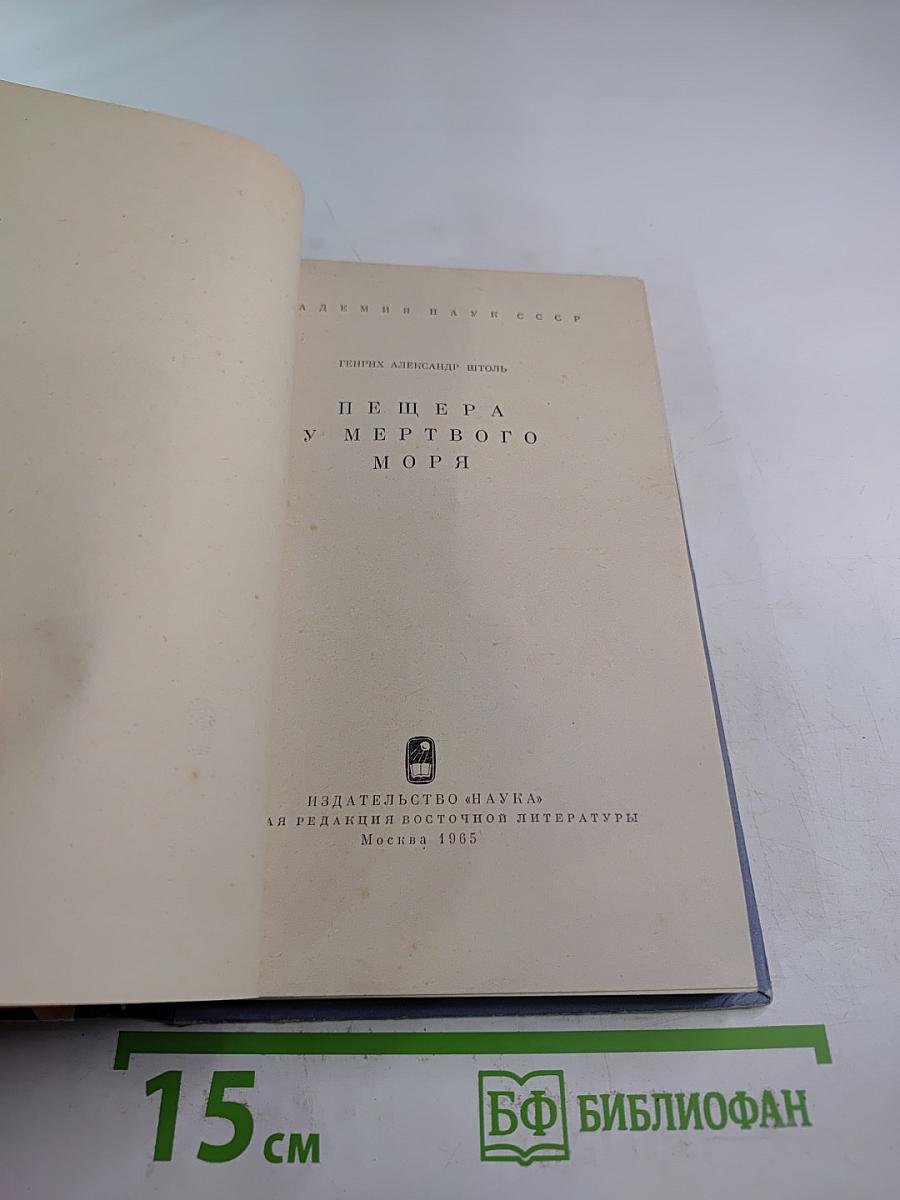 АДЕМИЯ НАУК СССР
ГЕНРИХ АЛЕКСАНДР ШТОЛЬ
ПЕЩЕРА
У МЕРТВОГО
МОРЯ
ИЗДАТЕЛЬСТВО «НАУКА»
АЯ РЕДАКЦИЯ ВОСТОЧНОЙ ЛИТЕРАТУРЫ
Москва 1965
15 см
БФ БИБЛИОФАН